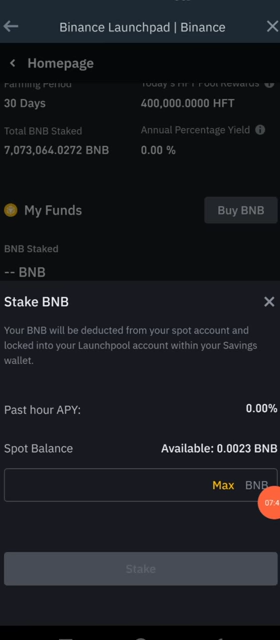 Binance Launchpad | Binance
Homepage
Farming Period
Today's HFT Pool Rewards
30 Days
400,000.0000 HFT
Total BNB Staked
Annual Percentage Yield
7,073,064.0272 BNB
0.00 %
My Funds
Buy BNB
BNB Staked
-- BNB
Stake BNB
Your BNB will be deducted from your spot account and
locked into your Launchpool account within your Savings
wallet.
Past hour APY:
0.00%
Spot Balance
Available: 0.0023 BNB
Max BNB
07:4
Stake